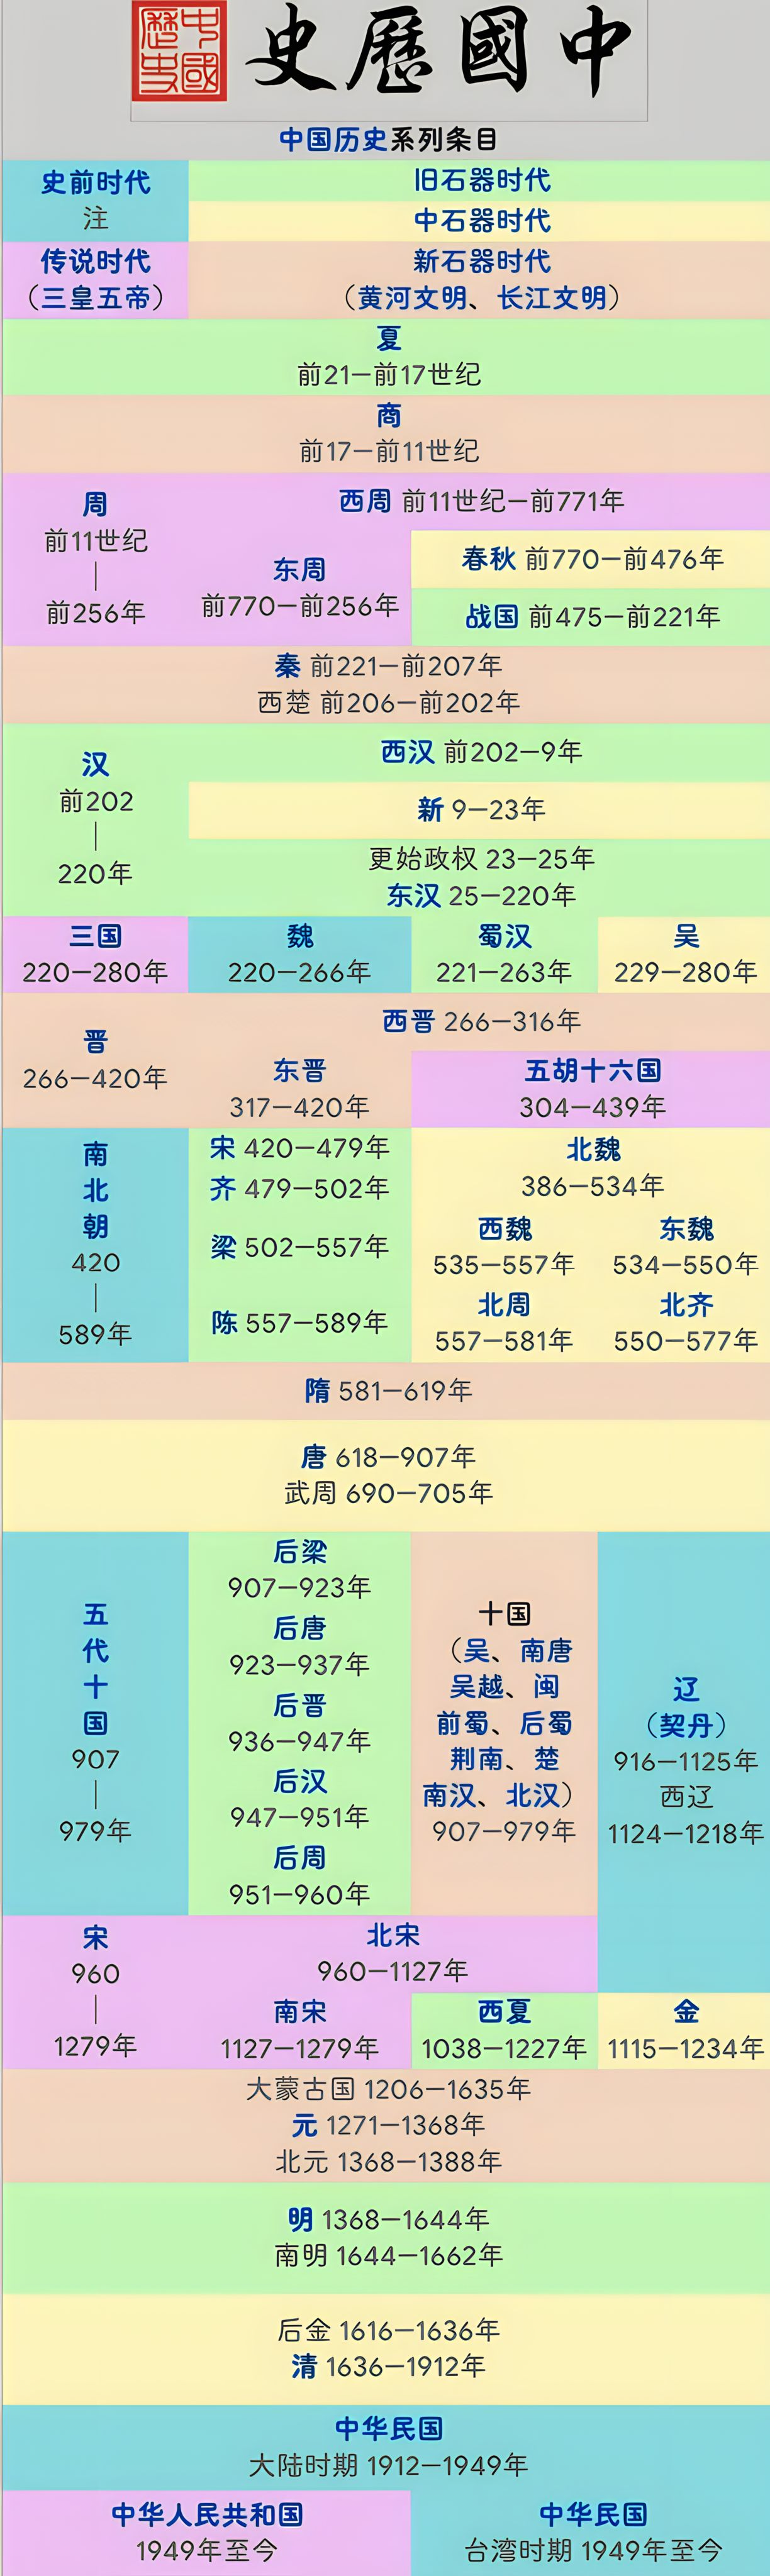 中國歷史
中國歷史
中国历史系列条目
史前时代
注
旧石器时代
中石器时代
传说时代
（三皇五帝）
新石器时代
（黄河文明、长江文明）
夏
前21—前17世纪
商
前17—前11世纪
周
前11世纪
|
前256年
西周 前11世纪—前771年
东周
前770—前256年
春秋 前770—前476年
战国 前475—前221年
秦 前221—前207年
西楚 前206—前202年
汉
前202
|
220年
西汉 前202—9年
新 9—23年
更始政权 23—25年
东汉 25—220年
三国
220—280年
魏
220—266年
蜀汉
221—263年
吴
229—280年
晋
266—420年
西晋 266—316年
东晋
317—420年
五胡十六国
304—439年
南
北
朝
420
|
589年
宋 420—479年
齐 479—502年
梁 502—557年
陈 557—589年
北魏
386—534年
西魏
535—557年
东魏
534—550年
北周
557—581年
北齐
550—577年
隋 581—619年
唐 618—907年
武周 690—705年
五
代
十
国
907
|
979年
后梁
907—923年
后唐
923—937年
后晋
936—947年
后汉
947—951年
后周
951—960年
十国
（吴、南唐
吴越、闽
前蜀、后蜀
荆南、楚
南汉、北汉）
907—979年
辽
（契丹）
916—1125年
西辽
1124—1218年
宋
960
|
1279年
北宋
960—1127年
南宋
1127—1279年
西夏
1038—1227年
金
1115—1234年
大蒙古国 1206—1635年
元 1271—1368年
北元 1368—1388年
明 1368—1644年
南明 1644—1662年
后金 1616—1636年
清 1636—1912年
中华民国
大陆时期 1912—1949年
中华人民共和国
1949年至今
中华民国
台湾时期 1949年至今